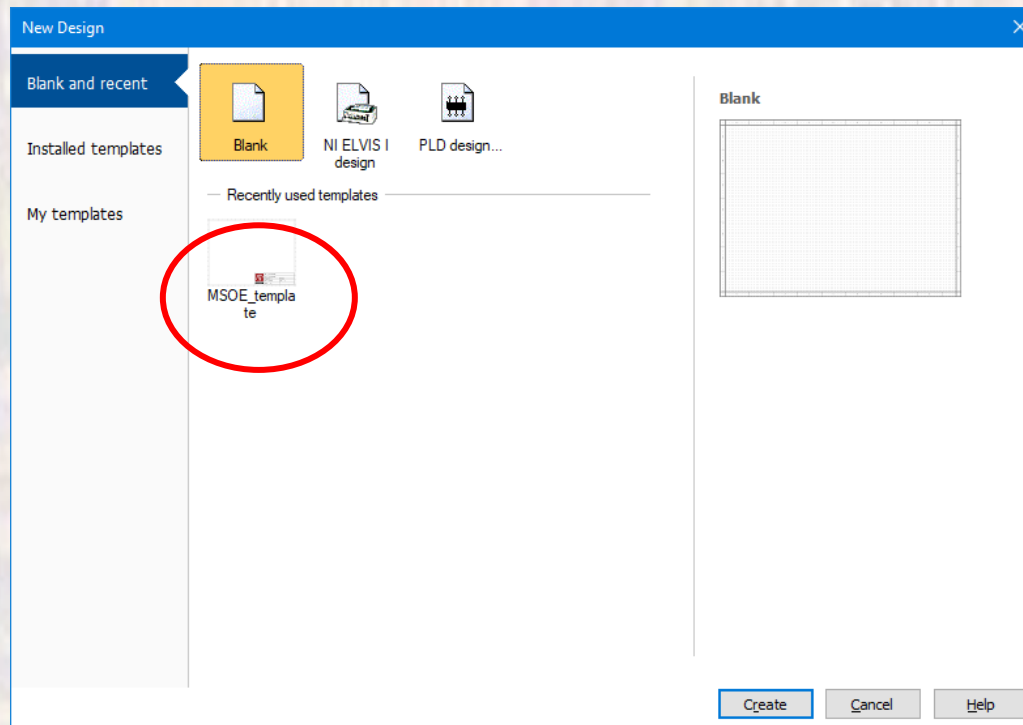 New Design
Blank and recent
Installed templates
My templates
Blank
NI ELVIS I
design
PLD design...
Recently used templates
MSOE_templa
te
Blank
Create
Cancel
Help